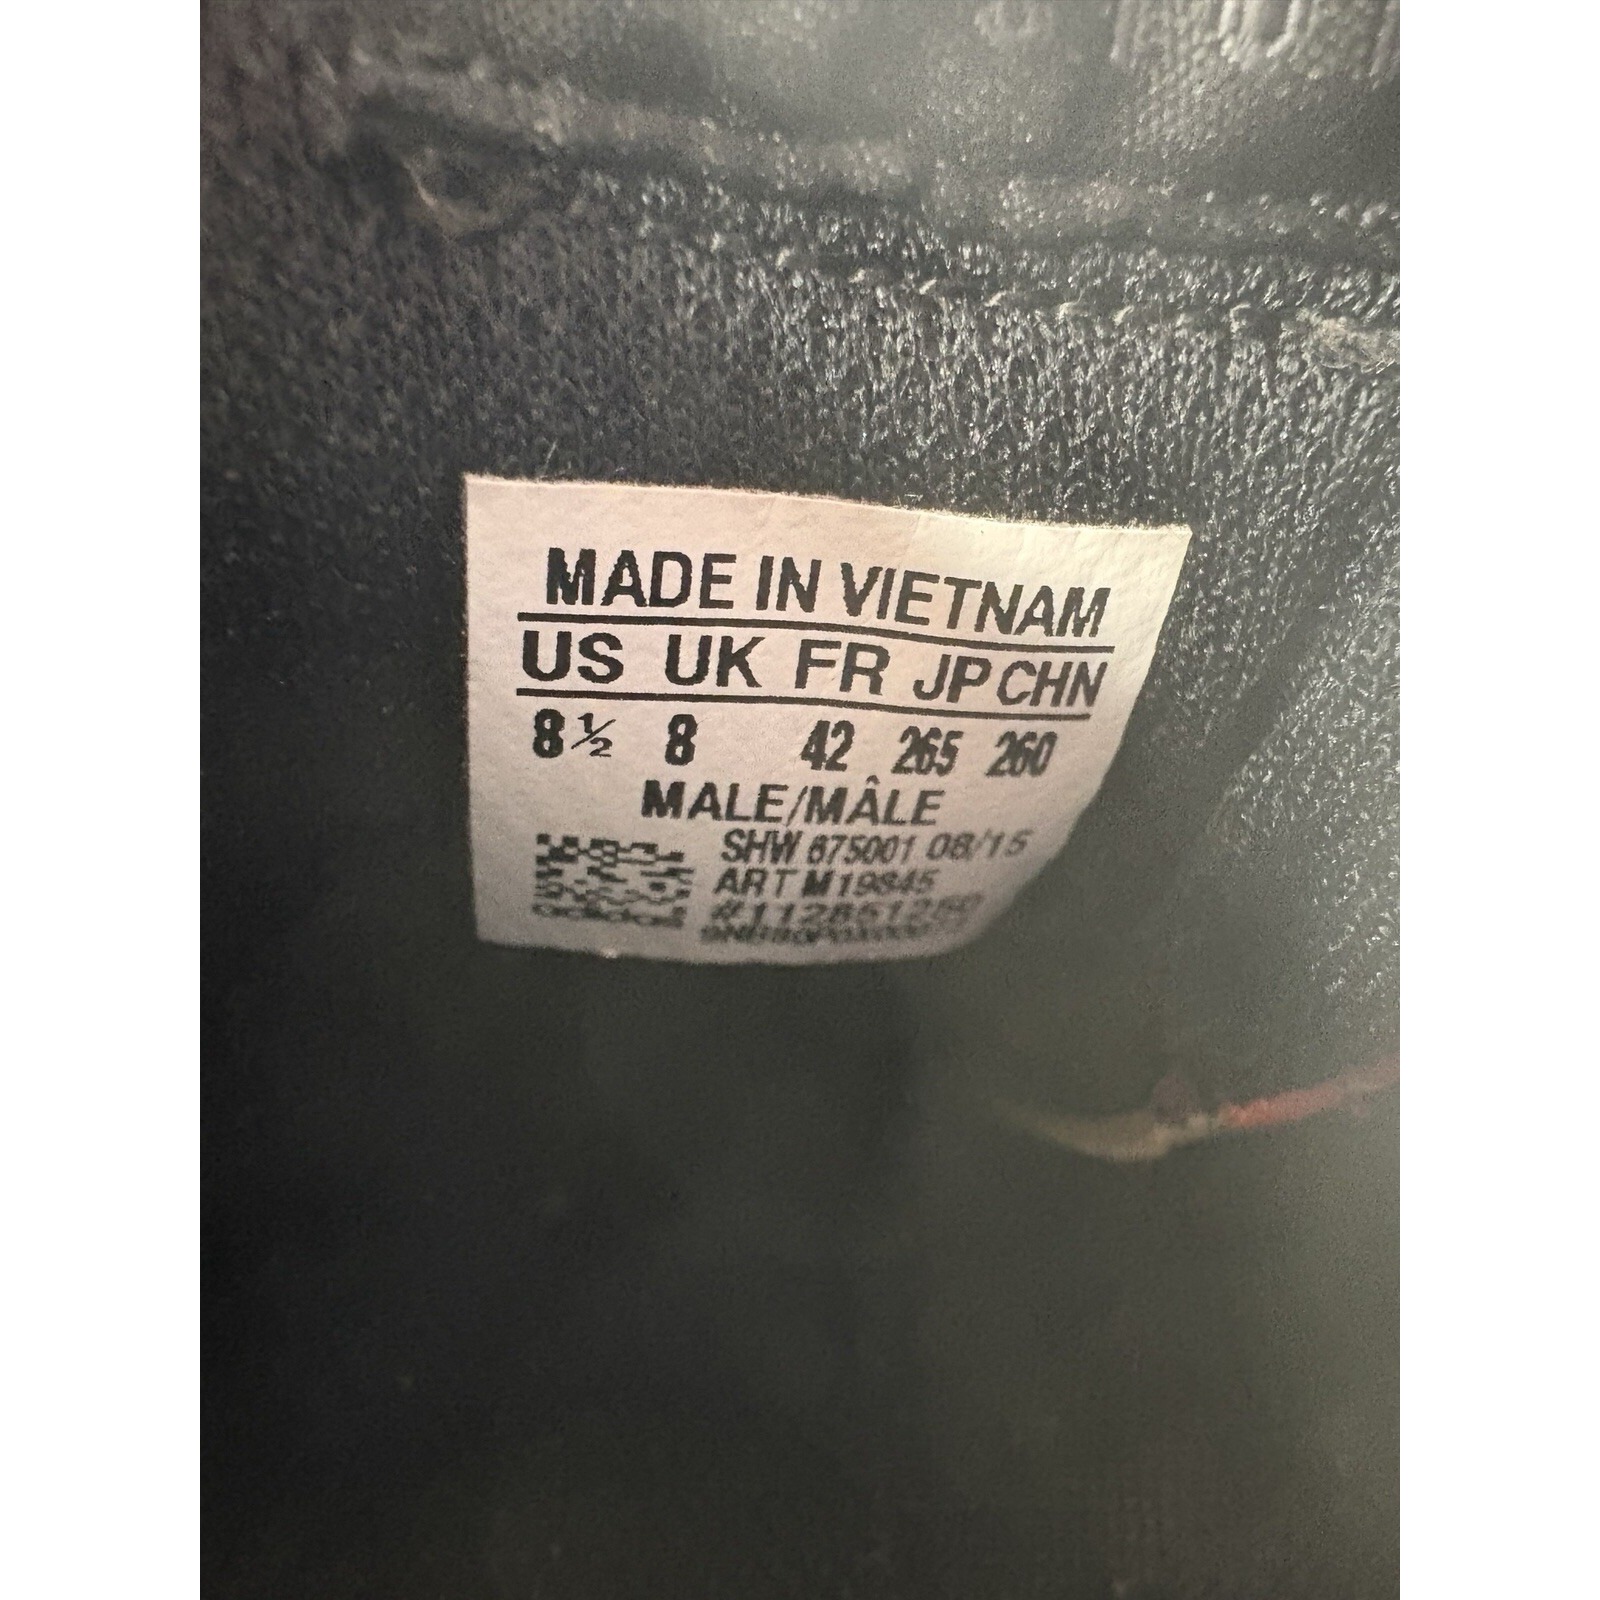 MADE IN VIETNAM
US UK FR JP CHN
8½ 8 42 265 260
MALE/MÂLE
SHW 675001 08/15
ART M19845
adidas